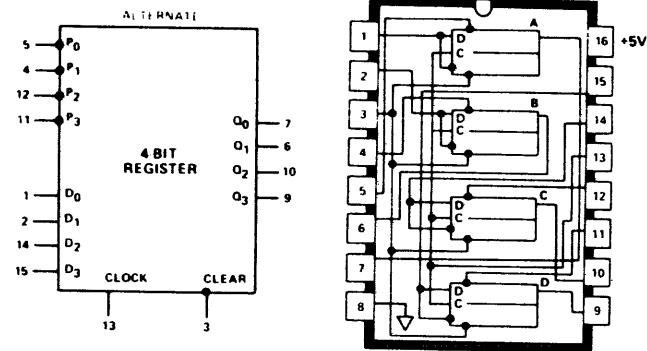 ALTERNATE
5 P0
4 P1
12 P2
11 P3
Q0 7
Q1 6
Q2 10
Q3 9
4-BIT
REGISTER
1 D0
2 D1
14 D2
15 D3
CLOCK CLEAR
13 3
1
2
3
4
5
6
7
8
A
D
C
B
D
C
C
D
C
D
D
C
16 +5V
15
14
13
12
11
10
9